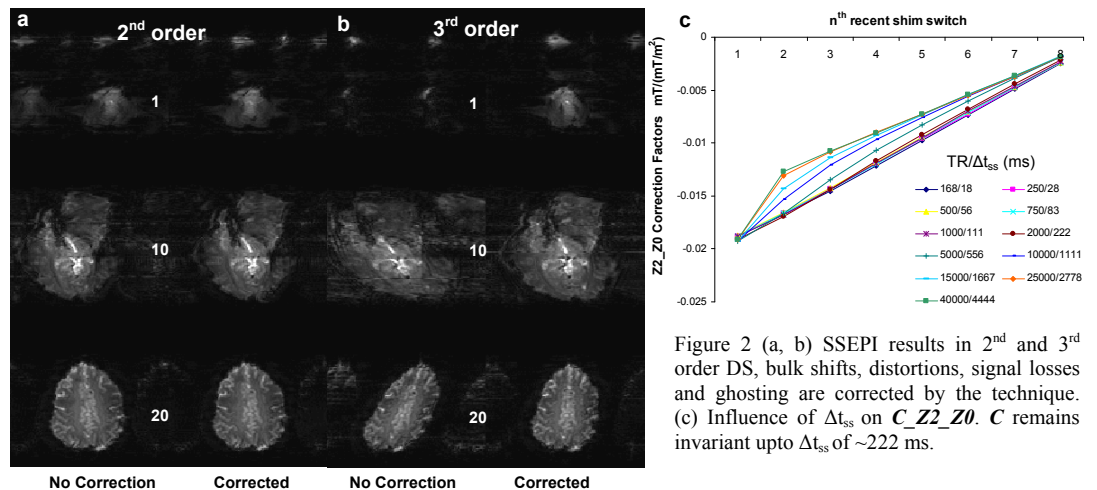 a
2nd order
b
3rd order
1
1
10
10
20
20
No Correction
Corrected
No Correction
Corrected
c
nth recent shim switch
0
1
2
3
4
5
6
7
8
-0.005
-0.01
-0.015
-0.02
-0.025
Z2_Z0 Correction Factors mT/(mT/m2)
TR/Δtss (ms)
168/18
250/28
500/56
750/83
1000/111
2000/222
5000/556
10000/1111
15000/1667
25000/2778
40000/4444
Figure 2 (a, b) SSEPI results in 2nd and 3rd
order DS, bulk shifts, distortions, signal losses
and ghosting are corrected by the technique.
(c) Influence of Δtss on C_Z2_Z0. C remains
invariant upto Δtss of ~222 ms.